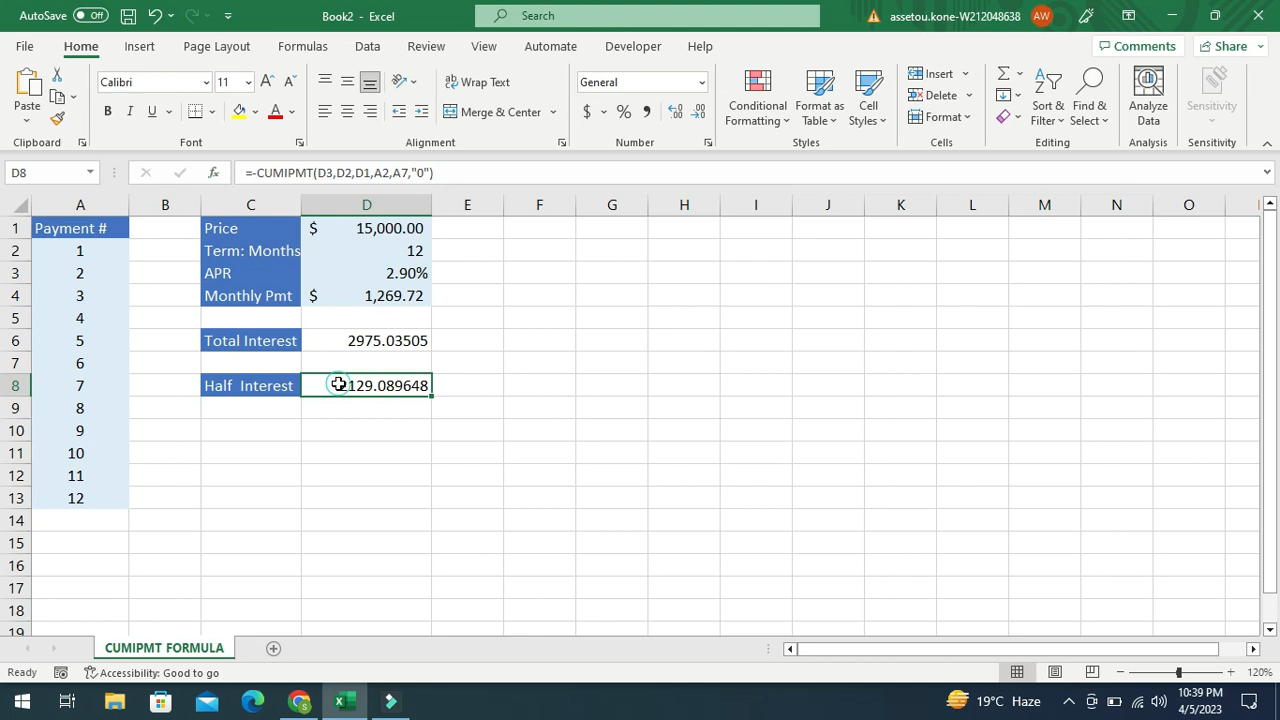 AutoSave Off Book2 - Excel Search assetou.kone-W212048638 AW
File Home Insert Page Layout Formulas Data Review View Automate Developer Help Comments Share
Paste Calibri 11 Wrap Text General Conditional Formatting Format as Table Cell Styles Insert Sort & Filter Find & Select Analyze Data Sensitivity
Delete
B I U Merge & Center $ % Format
Clipboard Font Alignment Number Styles Cells Editing Analysis Sensitivity
D8 =-CUMIPMT(D3,D2,D1,A2,A7,"0")
A B C D E F G H I J K L M N O
1 Payment # Price $ 15,000.00
2 1 Term: Months 12
3 2 APR 2.90%
4 3 Monthly Pmt $ 1,269.72
5 4
6 5 Total Interest 2975.03505
7 6
8 7 Half Interest 2129.089648
9 8
10 9
11 10
12 11
13 12
14
15
16
17
18
19
CUMIPMT FORMULA
Ready Accessibility: Good to go 120%
19°C Haze 10:39 PM
4/5/2023